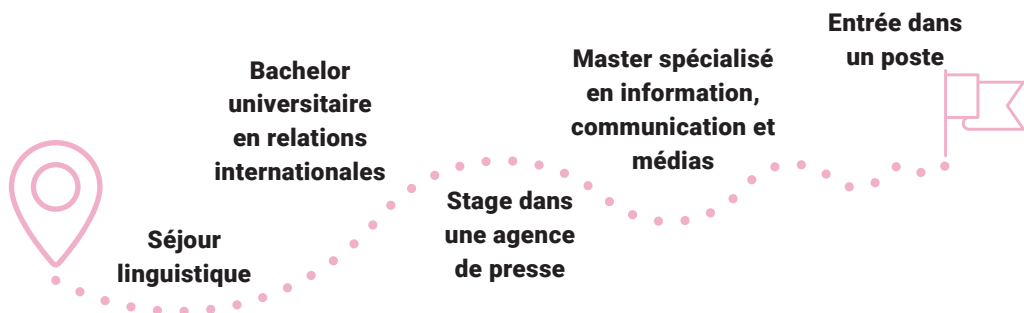 Séjour
linguistique
Bachelor
universitaire
en relations
internationales
Stage dans
une agence
de presse
Master spécialisé
en information,
communication et
médias
Entrée dans
un poste